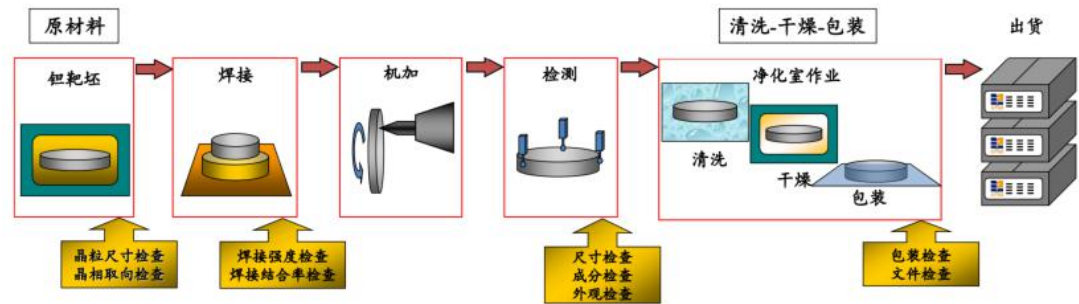 原材料
清洗-干燥-包装
出货
钽靶坯
焊接
机加
检测
净化室作业
清洗
干燥
包装
晶粒尺寸检查
晶相取向检查
焊接强度检查
焊接结合率检查
尺寸检查
成分检查
外观检查
包装检查
文件检查